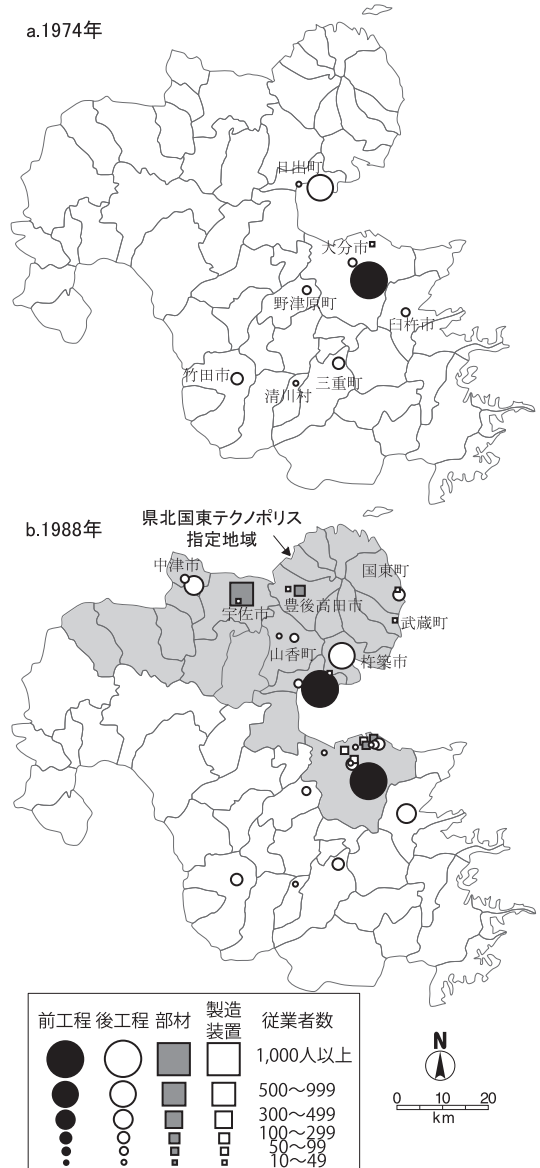 a.1974年
日出町
大分市
野津原町
臼杵市
竹田市
清川村
三重町
b.1988年
県北国東テクノポリス
指定地域
中津市
国東町
宇佐市
豊後高田市
武蔵町
山香町
杵築市
前工程 後工程 部材 製造装置 従業者数
1,000人以上
500～999
300～499
100～299
50～99
10～49
N
0 10 20
km